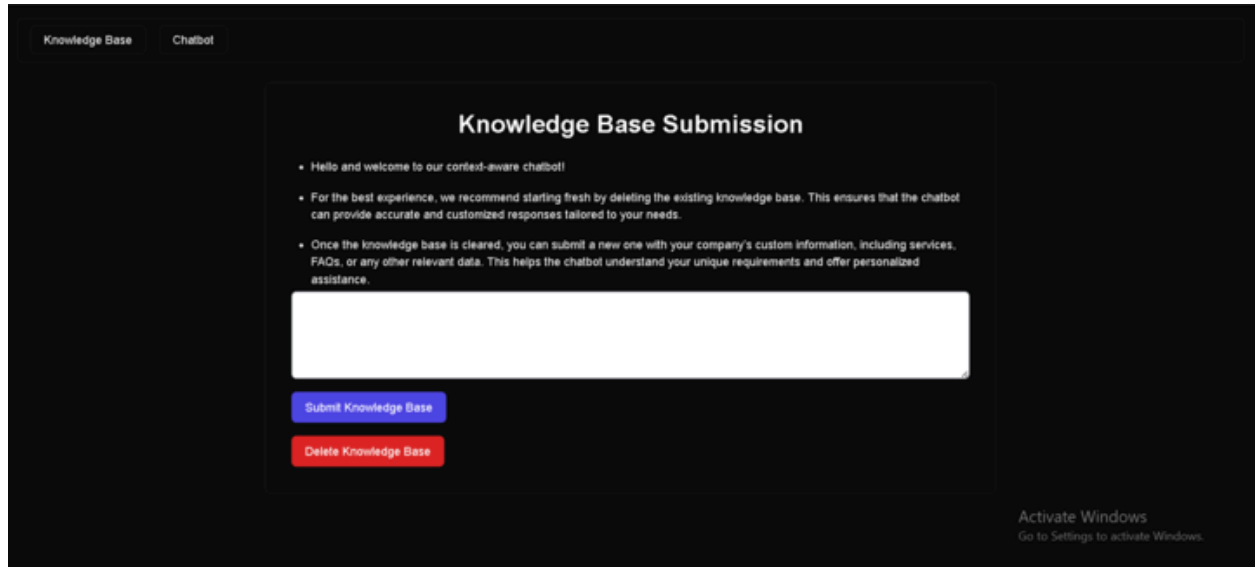 Knowledge Base Chatbot
Knowledge Base Submission
• Hello and welcome to our context-aware chatbot!
• For the best experience, we recommend starting fresh by deleting the existing knowledge base. This ensures that the chatbot
can provide accurate and customized responses tailored to your needs.
• Once the knowledge base is cleared, you can submit a new one with your company's custom information, including services,
FAQs, or any other relevant data. This helps the chatbot understand your unique requirements and offer personalized
assistance.
Submit Knowledge Base
Delete Knowledge Base
Activate Windows
Go to Settings to activate Windows.